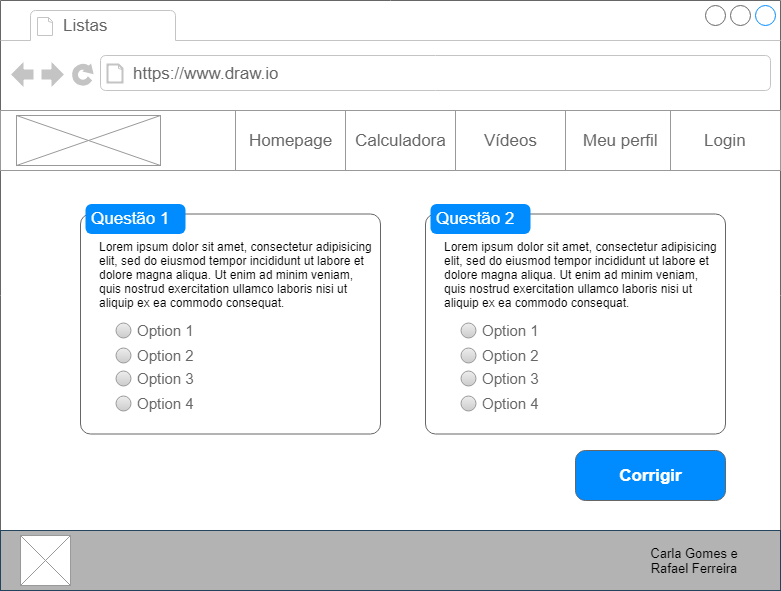 Listas
https://www.draw.io
Homepage
Calculadora
Vídeos
Meu perfil
Login
Questão 1
Lorem ipsum dolor sit amet, consectetur adipisicing
elit, sed do eiusmod tempor incididunt ut labore et
dolore magna aliqua. Ut enim ad minim veniam,
quis nostrud exercitation ullamco laboris nisi ut
aliquip ex ea commodo consequat.
Option 1
Option 2
Option 3
Option 4
Questão 2
Lorem ipsum dolor sit amet, consectetur adipisicing
elit, sed do eiusmod tempor incididunt ut labore et
dolore magna aliqua. Ut enim ad minim veniam,
quis nostrud exercitation ullamco laboris nisi ut
aliquip ex ea commodo consequat.
Option 1
Option 2
Option 3
Option 4
Corrigir
Carla Gomes e
Rafael Ferreira